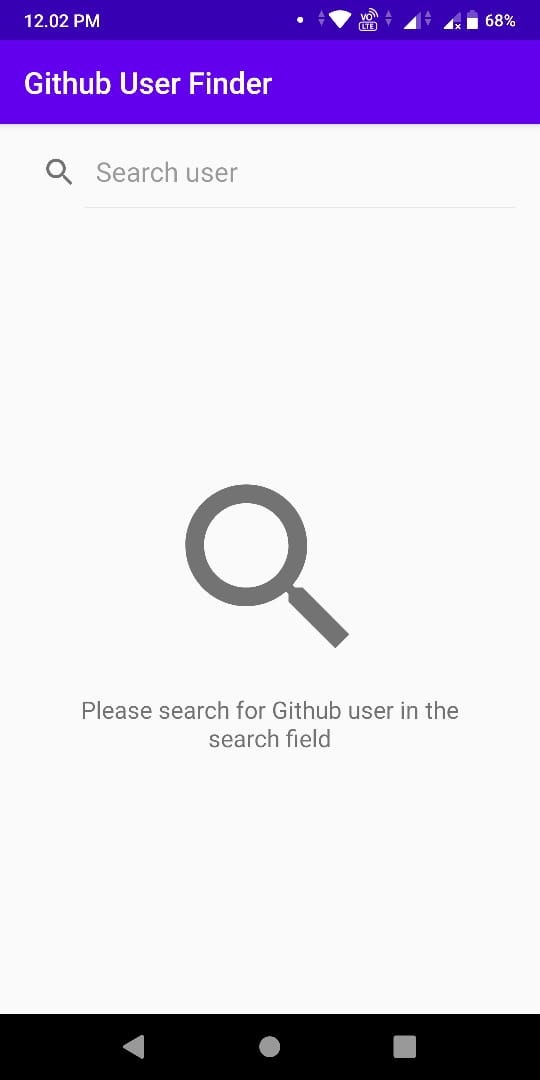 12.02 PM
VO LTE
68%
Github User Finder
Search user
Please search for Github user in the
search field